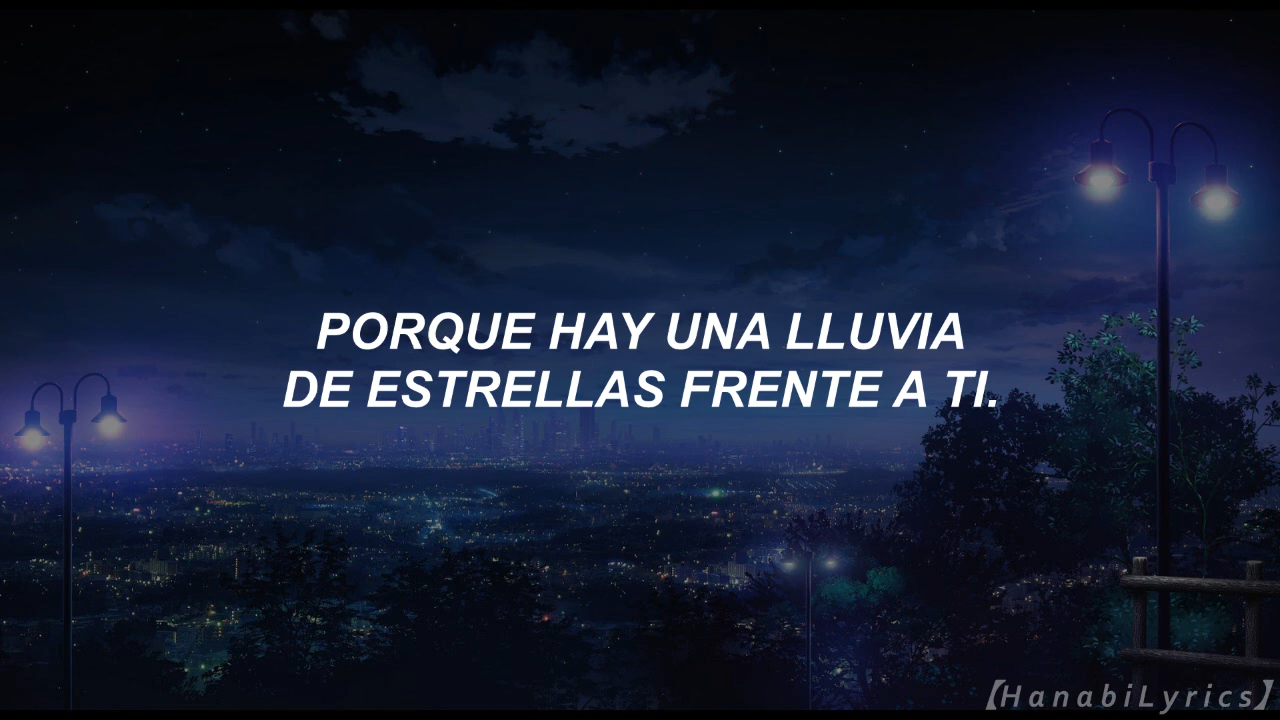 PORQUE HAY UNA LLUVIA
DE ESTRELLAS FRENTE A TI.
【HanabiLyrics】